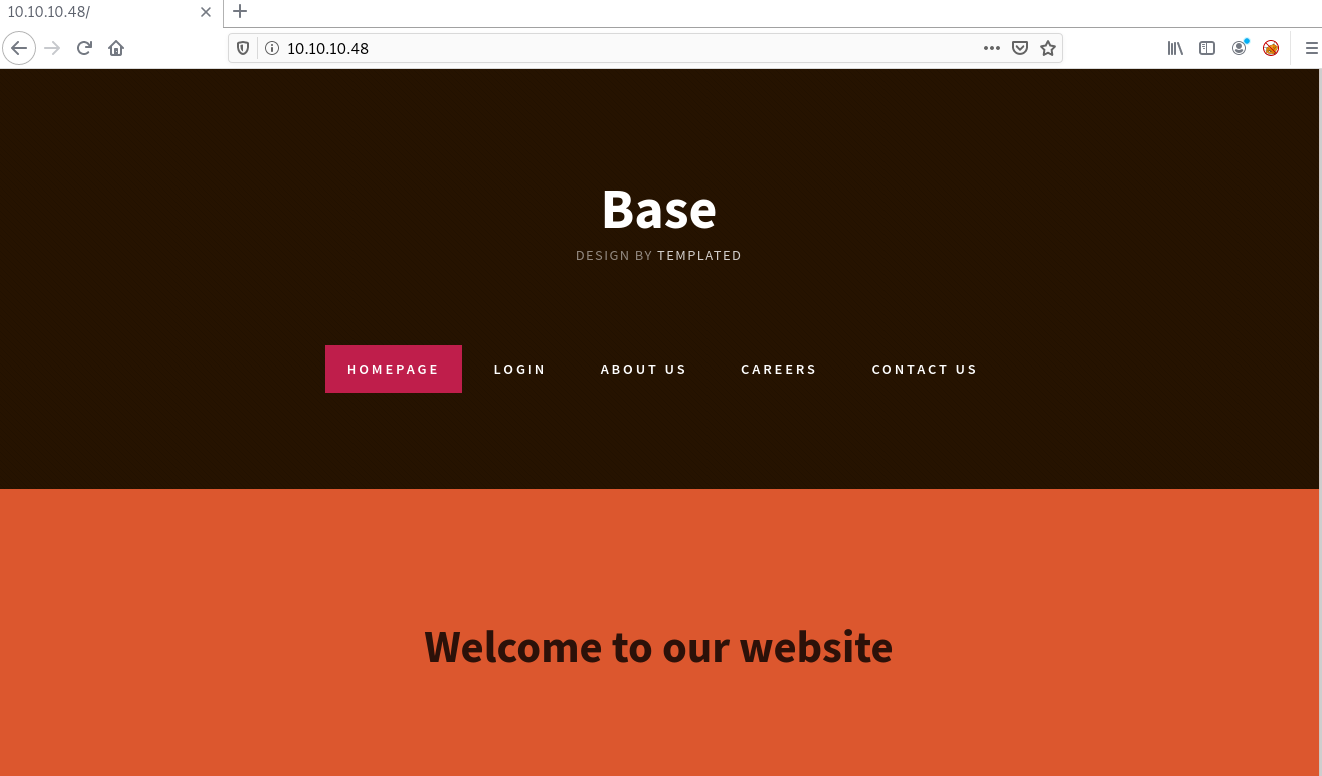 10.10.10.48/
10.10.10.48
Base
DESIGN BY TEMPLATED
HOMEPAGE LOGIN ABOUT US CAREERS CONTACT US
Welcome to our website